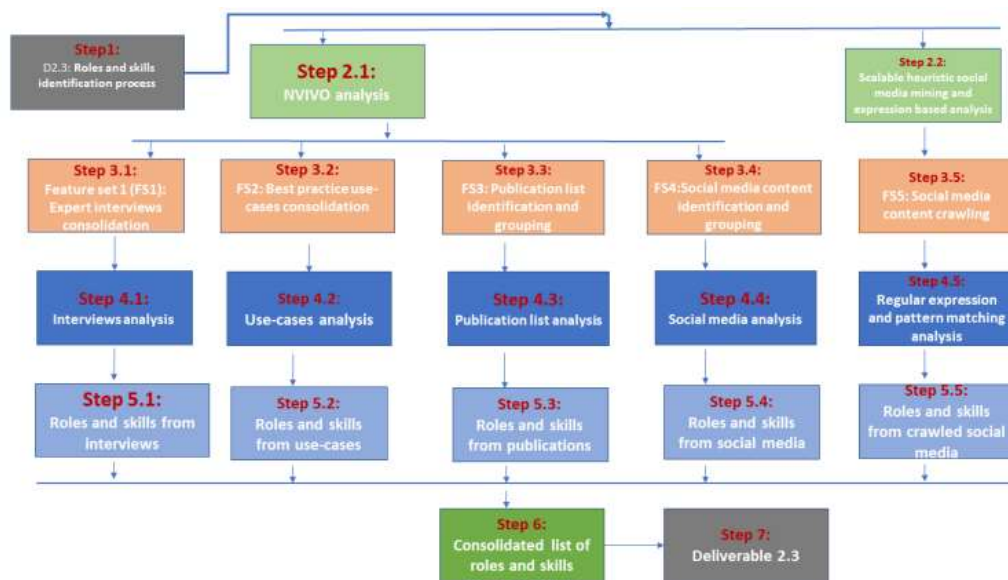 Step1:
D2.3: Roles and skills
identification process
Step 2.1:
NVIVO analysis
Step 2.2:
Scalable heuristic social
media mining and
expression based analysis
Step 3.1:
Feature set 1 (FS1):
Expert interviews
consolidation
Step 3.2:
FS2: Best practice use-
cases consolidation
Step 3.3:
FS3: Publication list
identification and
grouping
Step 3.4:
FS4:Social media content
identification and
grouping
Step 3.5:
FS5: Social media
content crawling
Step 4.1:
Interviews analysis
Step 4.2:
Use-cases analysis
Step 4.3:
Publication list analysis
Step 4.4:
Social media analysis
Step 4.5:
Regular expression
and pattern matching
analysis
Step 5.1:
Roles and skills from
interviews
Step 5.2:
Roles and skills
from use-cases
Step 5.3:
Roles and skills
from publications
Step 5.4:
Roles and skills
from social media
Step 5.5:
Roles and skills
from crawled social
media
Step 6:
Consolidated list of
roles and skills
Step 7:
Deliverable 2.3